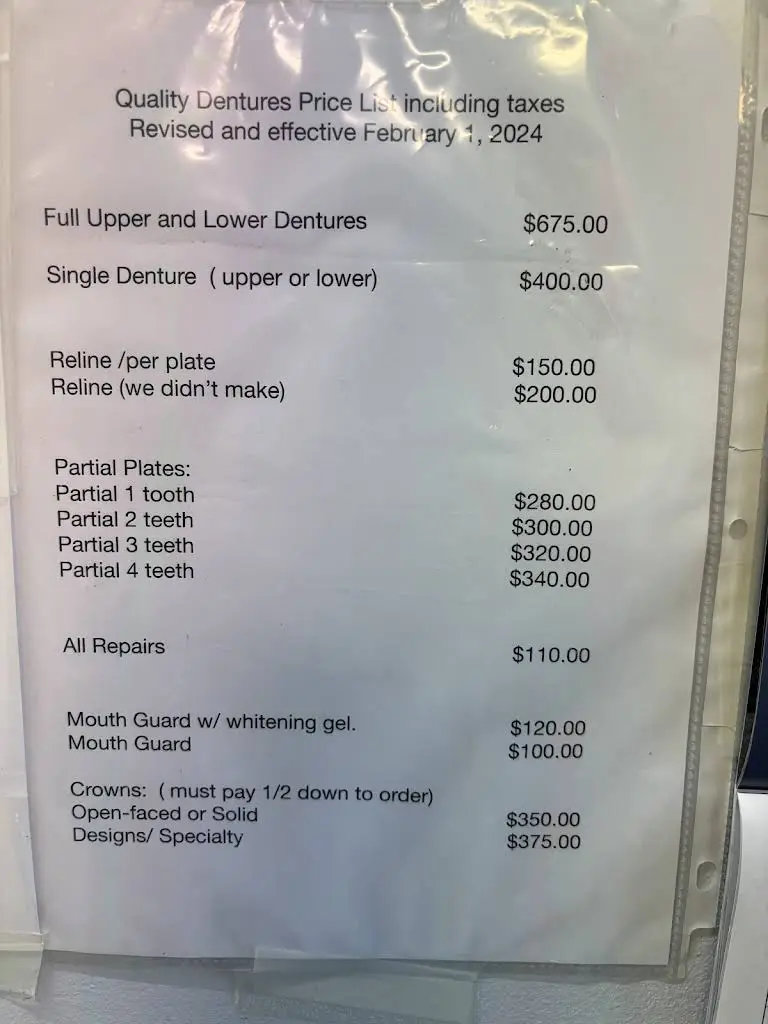 Quality Dentures Price List including taxes
Revised and effective February 1, 2024
Full Upper and Lower Dentures $675.00
Single Denture ( upper or lower) $400.00
Reline /per plate $150.00
Reline (we didn't make) $200.00
Partial Plates:
Partial 1 tooth $280.00
Partial 2 teeth $300.00
Partial 3 teeth $320.00
Partial 4 teeth $340.00
All Repairs $110.00
Mouth Guard w/ whitening gel. $120.00
Mouth Guard $100.00
Crowns: ( must pay 1/2 down to order)
Open-faced or Solid $350.00
Designs/ Specialty $375.00